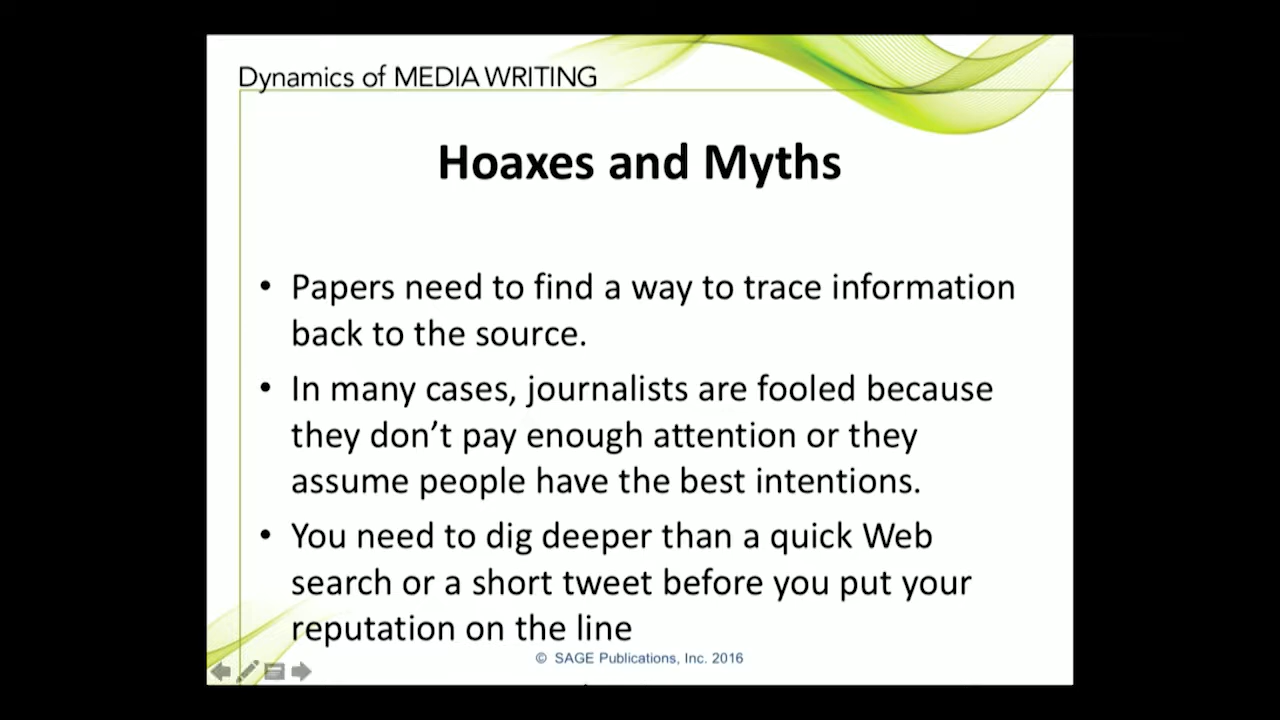 Dynamics of MEDIA WRITING
Hoaxes and Myths
• Papers need to find a way to trace information
back to the source.
• In many cases, journalists are fooled because
they don’t pay enough attention or they
assume people have the best intentions.
• You need to dig deeper than a quick Web
search or a short tweet before you put your
reputation on the line
© SAGE Publications, Inc. 2016